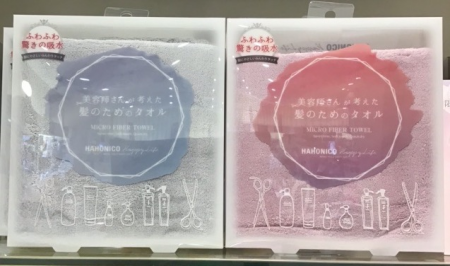 ふわふわ
驚きの吸水
美容師さんが考えた
髪のためのタオル
MICRO FIBER TOWEL
HAHONICO
ふわふわ
驚きの吸水
美容師さんが考えた
髪のためのタオル
MICRO FIBER TOWEL
HAHONICO